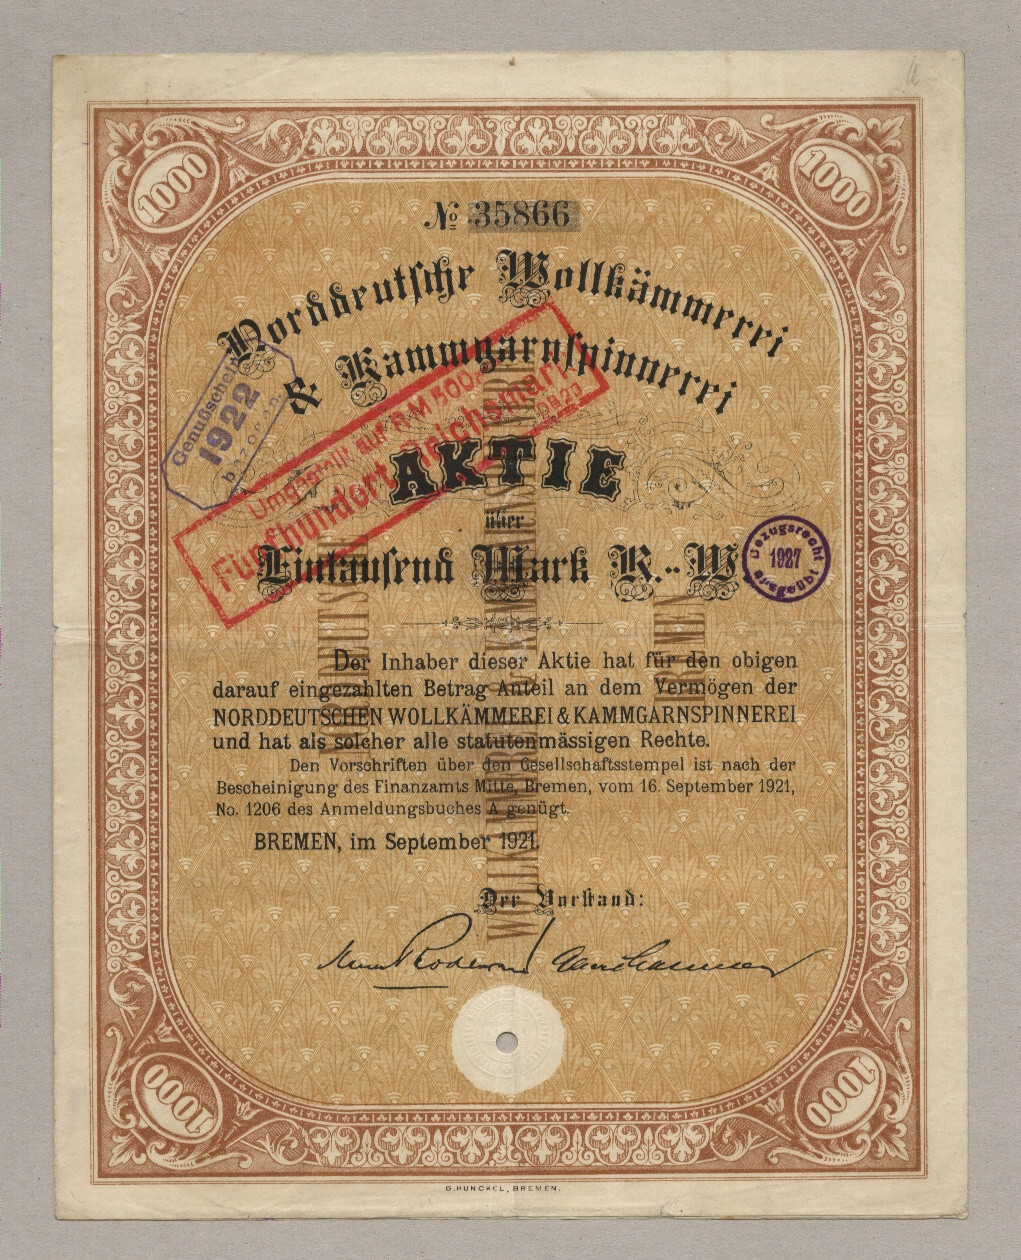 1000
1000
№ 35866
Norddeutsche Wollkämmerei
& Kammgarnspinnerei
Genußschein
1922
bezogen.
Umgestellt auf RM 500.
Fünfhundert Reichsmark
AKTIE
über
Eintausend Mark R.-W.
Bezugsrecht
1927
ausgeübt
Der Inhaber dieser Aktie hat für den obigen
darauf eingezahlten Betrag Anteil an dem Vermögen der
NORDDEUTSCHEN WOLLKÄMMEREI & KAMMGARNSPINNEREI
und hat als solcher alle statutenmässigen Rechte.
Den Vorschriften über den Gesellschaftsstempel ist nach der
Bescheinigung des Finanzamts Mitte, Bremen, vom 16. September 1921,
No. 1206 des Anmeldungsbuches A genügt.
BREMEN, im September 1921.
Der Vorstand:
BREMEN
1000
1000
G. HUNCKEL, BREMEN.